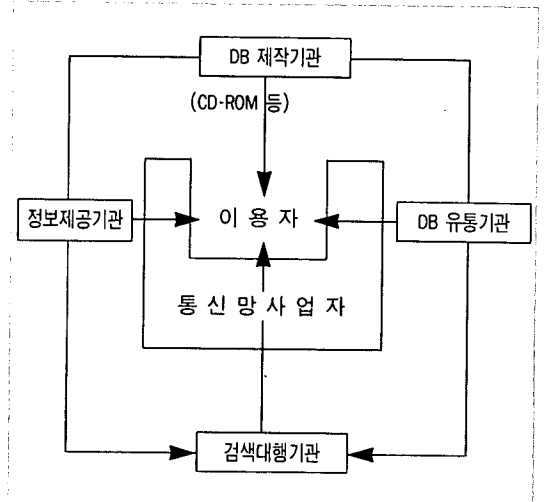 DB 제작기관
(CD-ROM 등)
정보제공기관
이 용 자
DB 유통기관
통 신 망 사 업 자
검색대행기관